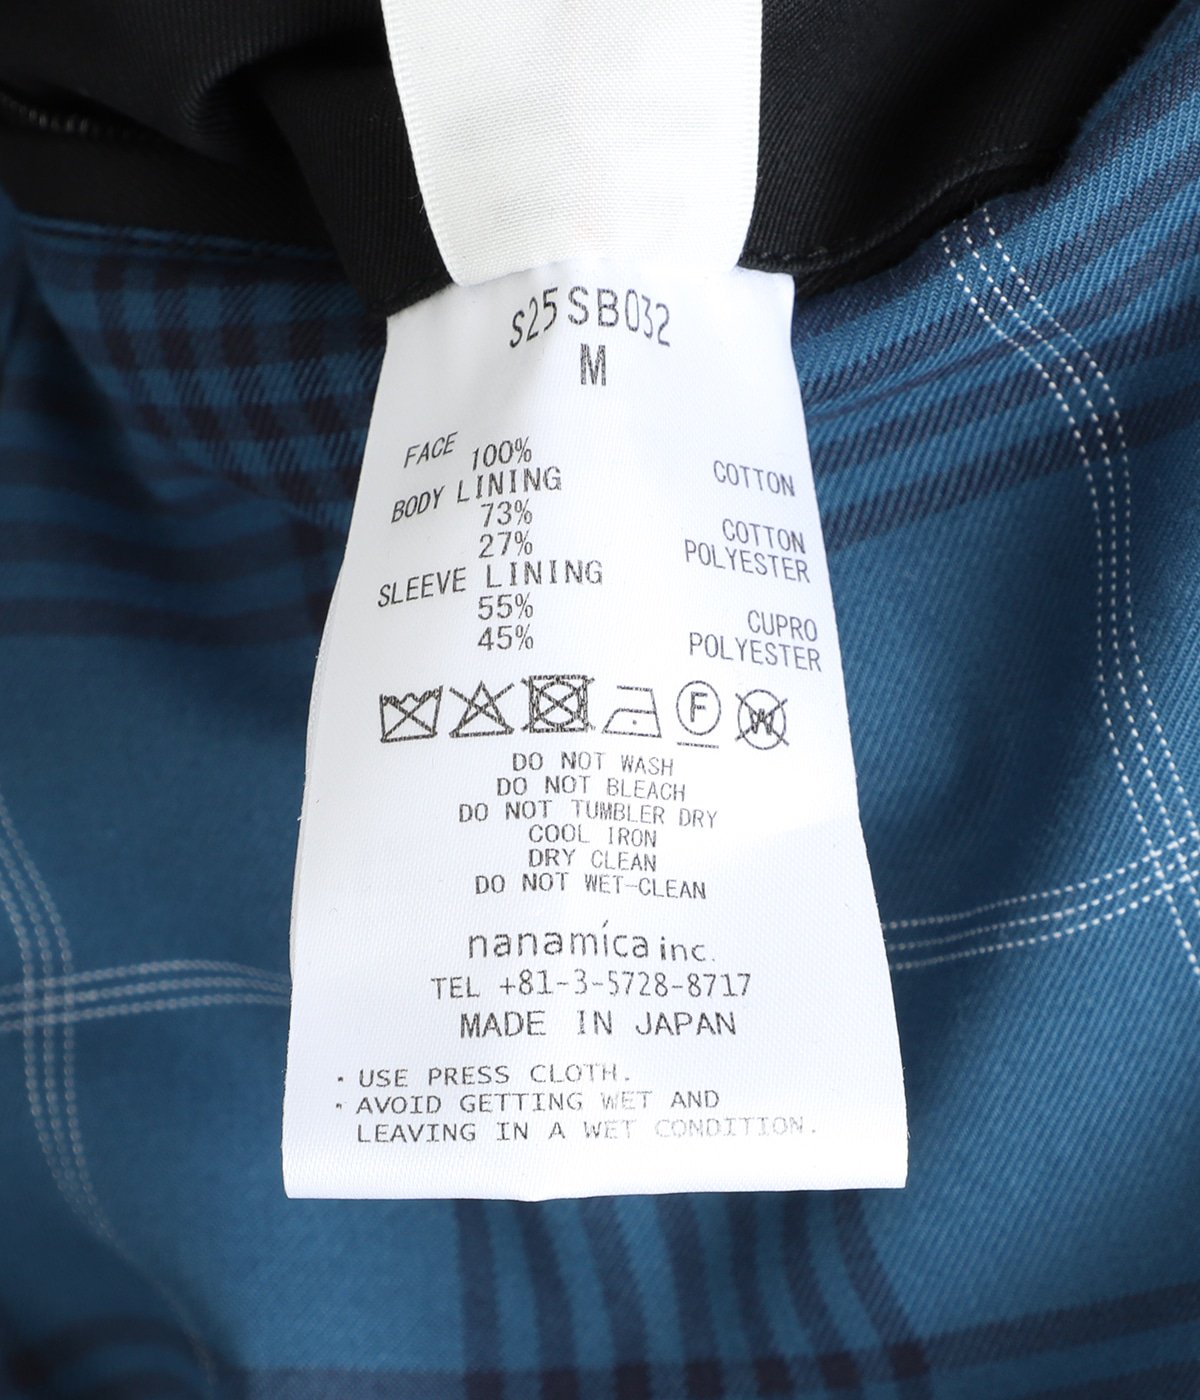 S25SB032
M
FACE 100% COTTON
BODY LINING
73% COTTON
27% POLYESTER
SLEEVE LINING
55% CUPRO
45% POLYESTER
F W
DO NOT WASH
DO NOT BLEACH
DO NOT TUMBLER DRY
COOL IRON
DRY CLEAN
DO NOT WET-CLEAN
nanamica inc.
TEL +81-3-5728-8717
MADE IN JAPAN
・USE PRESS CLOTH.
・AVOID GETTING WET AND
LEAVING IN A WET CONDITION.